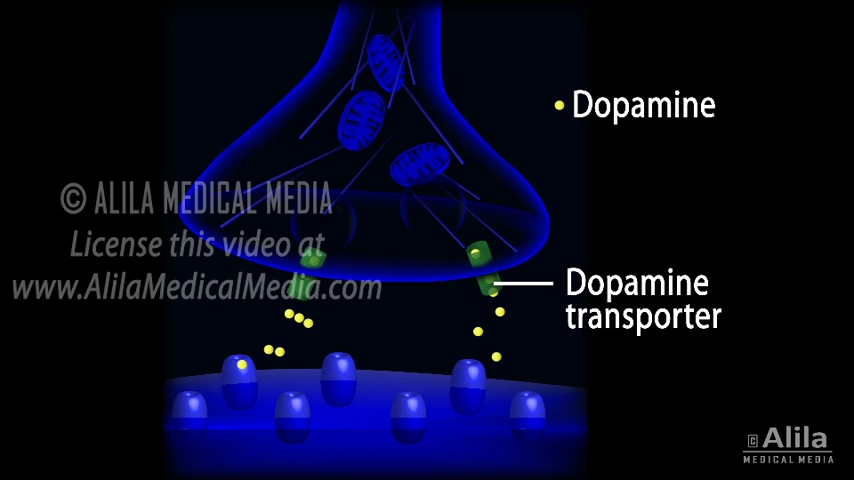 Dopamine
© ALILA MEDICAL MEDIA
License this video at
www.AlilaMedicalMedia.com
Dopamine
transporter
© Alila
MEDICAL MEDIA